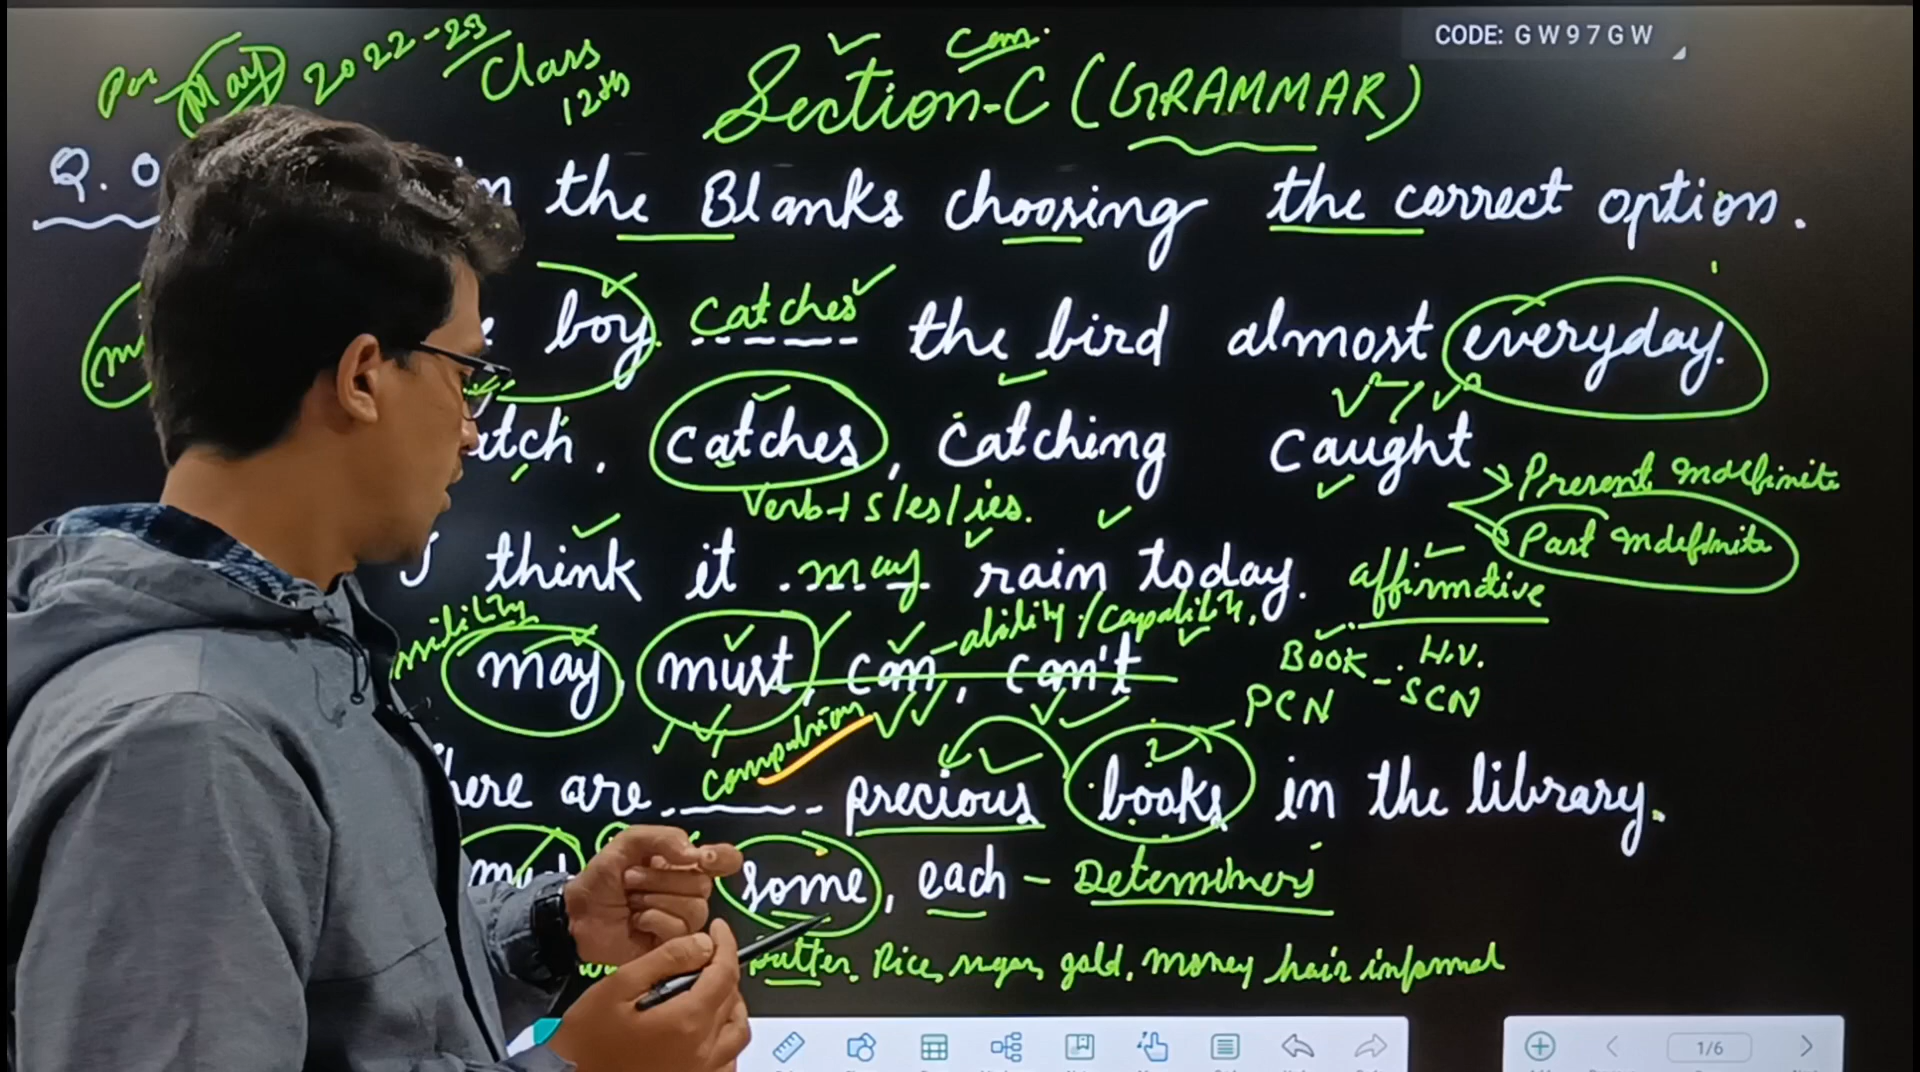 CODE: GW97GW
May 2022-23 Class 12th
Section-C (GRAMMAR)
Q. the Blanks choosing the correct option.
boy catches the bird almost everyday.
catches, catching caught
Verb+s/es/ies.
Present Indefinite
Past Indefinite
I think it may rain today. affirmative
ability/capability,
may, must, can, can't
Book - H.V.
SCN
PCN
compulsion
are precious books in the library.
some, each - Determiners
Rice, sugar, gold, money hair informal
1/6